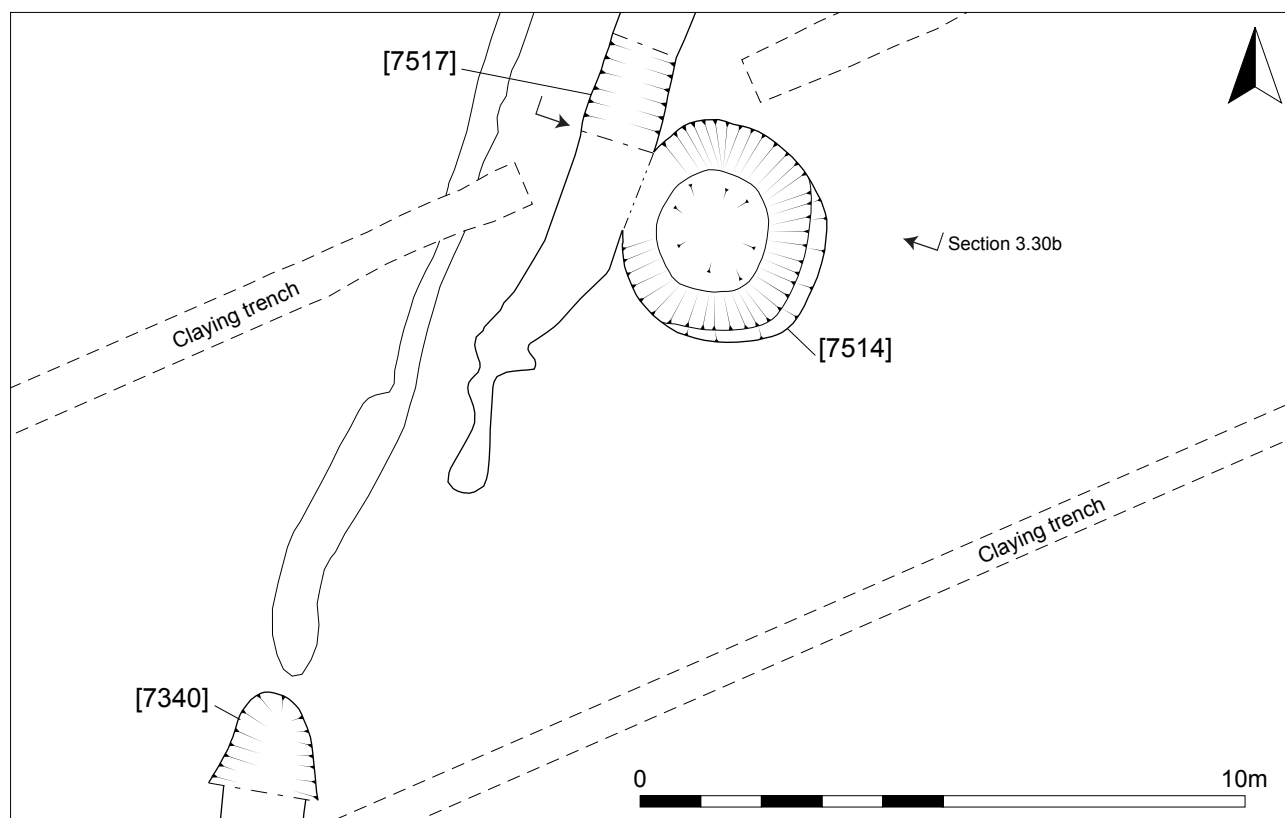 [7517]
Section 3.30b
Claying trench
[7514]
Claying trench
[7340]
0 10m